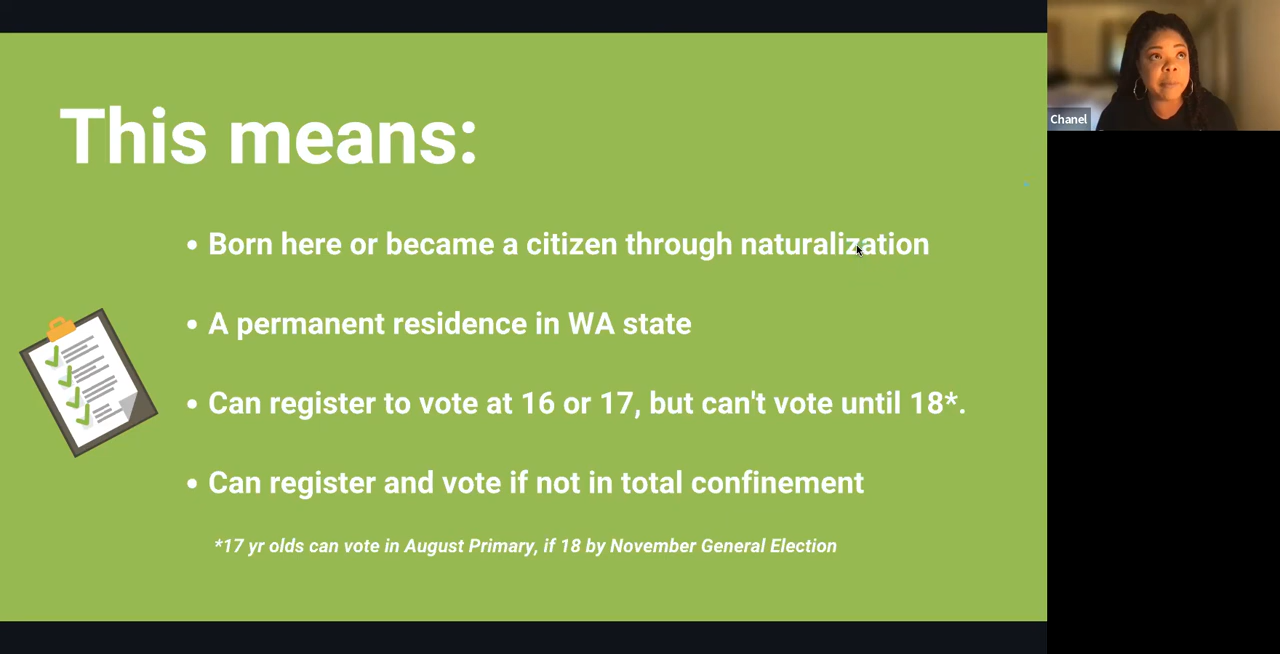 This means:
Born here or became a citizen through naturalization
A permanent residence in WA state
Can register to vote at 16 or 17, but can't vote until 18*.
Can register and vote if not in total confinement
*17 yr olds can vote in August Primary, if 18 by November General Election
Chanel